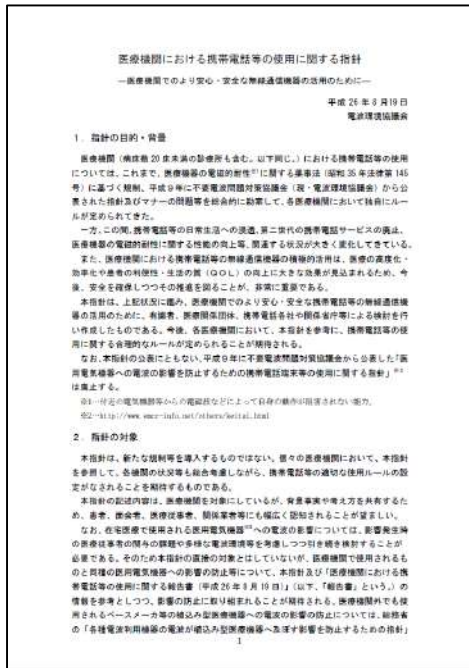 医療機関における携帯電話等の使用に関する指針
―医療機関でのより安心・安全な無線通信機器の活用のために―
平成 26 年 8 月 19 日
電波環境協議会
1．指針の目的・背景
医療機関（病床数 20 床未満の診療所も含む。以下同じ。）における携帯電話等の使用
については、これまで、医療機器の電磁的耐性※1に関する薬事法（昭和 35 年法律第 145
号）に基づく規制、平成 9 年に不要電波問題対策協議会（現・電波環境協議会）から公
表された指針及びマナーの問題等を総合的に勘案して、各医療機関において独自にルー
ルが定められてきた。
一方、この間、携帯電話等の日常生活への浸透、第二世代の携帯電話サービスの廃止、
医療機器の電磁的耐性に関する性能の向上等、関連する状況が大きく変化してきている。
また、医療機関での携帯電話等の無線通信機器の積極的活用は、医療の高度化・
効率化や患者の利便性・生活の質（ＱＯＬ）の向上に大きな効果が見込まれるため、今
後、安全を確保しつつその推進を図ることが、非常に重要である。
本指針は、上記状況に鑑み、医療機関でのより安心・安全な携帯電話等の無線通信機
器の活用のために、有識者、医療関係団体、携帯電話各社や関係省庁等による検討を行
い作成したものである。今後、各医療機関において、本指針を参考に、携帯電話等の使
用に関する合理的なルールが定められることが期待される。
なお、本指針の公表にともない、平成 9 年に不要電波問題対策協議会から公表した「医
用電気機器への電波の影響を防止するための携帯電話端末等の使用に関する指針」※2
は廃止する。
※1…付近の電気機器等からの電磁波などによって自身の動作が阻害されない能力。
※2…http://www.emcc-info.net/others/keitai.html
2．指針の対象
本指針は、新たな規制等を導入するものではない。個々の医療機関において、本指針
を参照して、各機関の状況等も総合考慮しながら、携帯電話等の適切な使用ルールの設
定がなされることを期待するものである。
本指針の記述内容は、医療機関を対象にしているが、背景事実や考え方を共有するた
め、患者、面会者、医療従事者、関係業者等にも幅広く認知されることが望ましい。
なお、在宅医療で使用される医用電気機器※3への電波の影響については、影響発生時
の医療従事者の関与の課題や多様な電波環境等を考慮しつつ引き続き検討することが
必要である。そのため本指針の直接の対象とはしていないが、医療機関で使用されるも
のと同種の医用電気機器への影響の防止等について、本指針及び「医療機関における携
帯電話等の使用に関する報告書（平成 26 年 8 月 19 日）」（以下、「報告書」という。）の
情報を参考としつつ、影響の防止に取り組まれることが期待される。医療機関外でも使
用されるペースメーカ等の植込み型医療機器への電波の影響の防止については、総務省
の「各種電波利用機器の電波が植込み型医療機器へ及ぼす影響を防止するための指針」
1